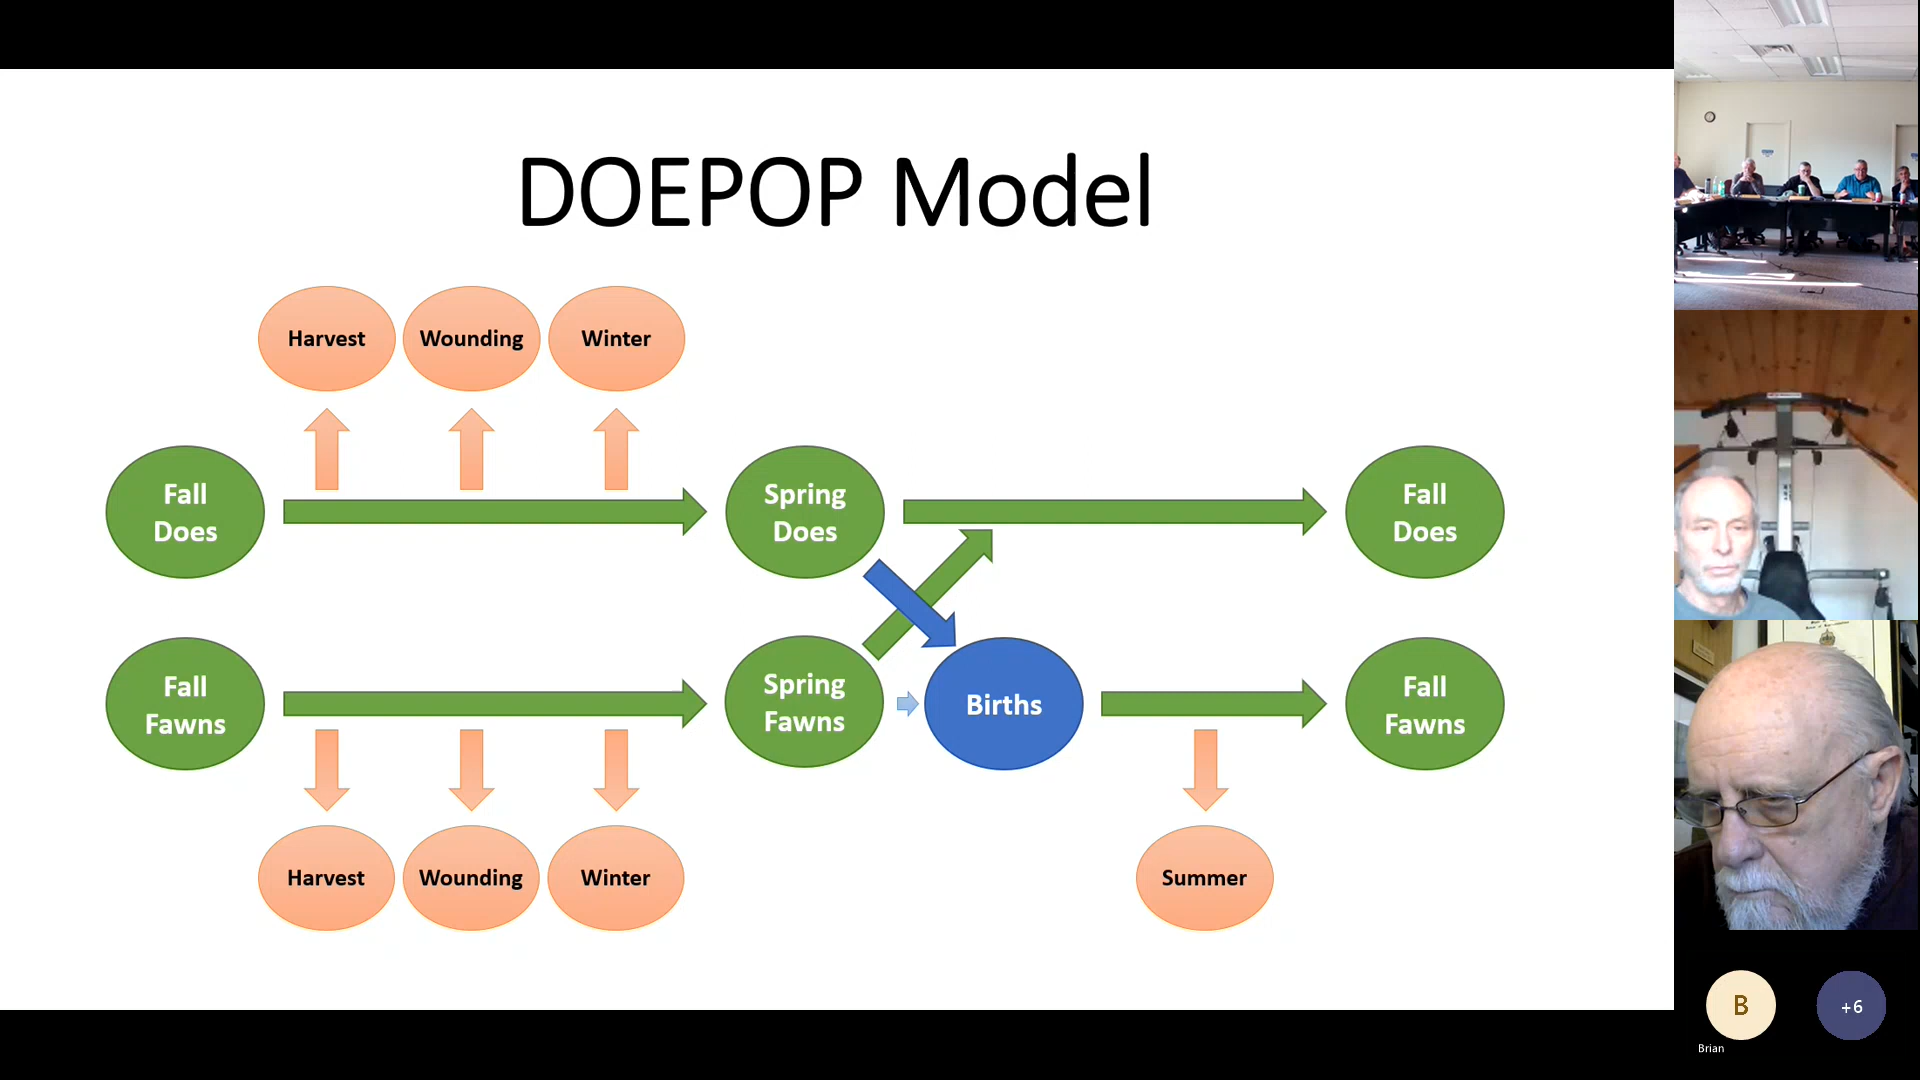 DOEPOP Model
Harvest
Wounding
Winter
Fall
Does
Spring
Does
Fall
Does
Fall
Fawns
Spring
Fawns
Births
Fall
Fawns
Harvest
Wounding
Winter
Summer
B
+6
Brian